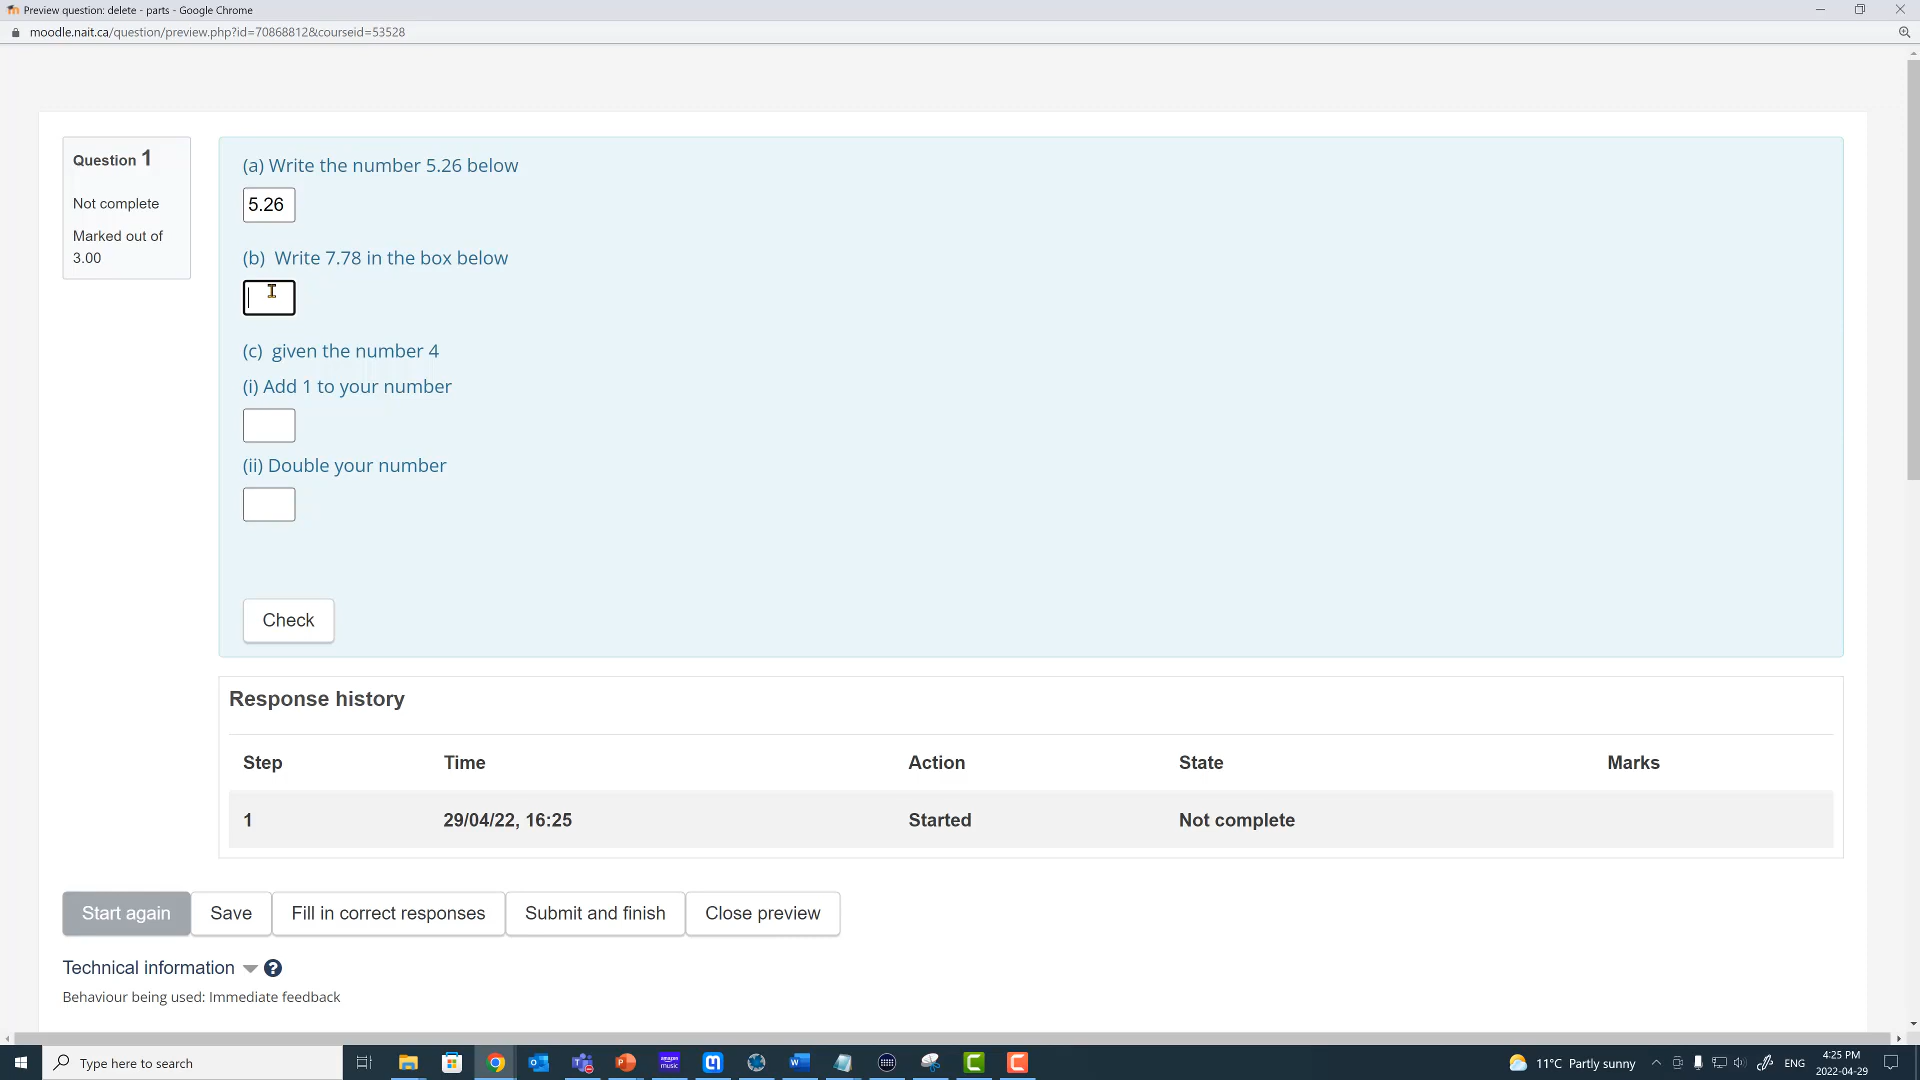 Preview question: delete - parts - Google Chrome
moodle.nait.ca/question/preview.php?id=70868812&courseid=53528
Question 1
Not complete
Marked out of
3.00
(a) Write the number 5.26 below
5.26
(b) Write 7.78 in the box below
(c) given the number 4
(i) Add 1 to your number
(ii) Double your number
Check
Response history
Step Time Action State Marks
1 29/04/22, 16:25 Started Not complete
Start again Save Fill in correct responses Submit and finish Close preview
Technical information ?
Behaviour being used: Immediate feedback
Type here to search
amazon music
11°C Partly sunny
ENG
4:25 PM
2022-04-29